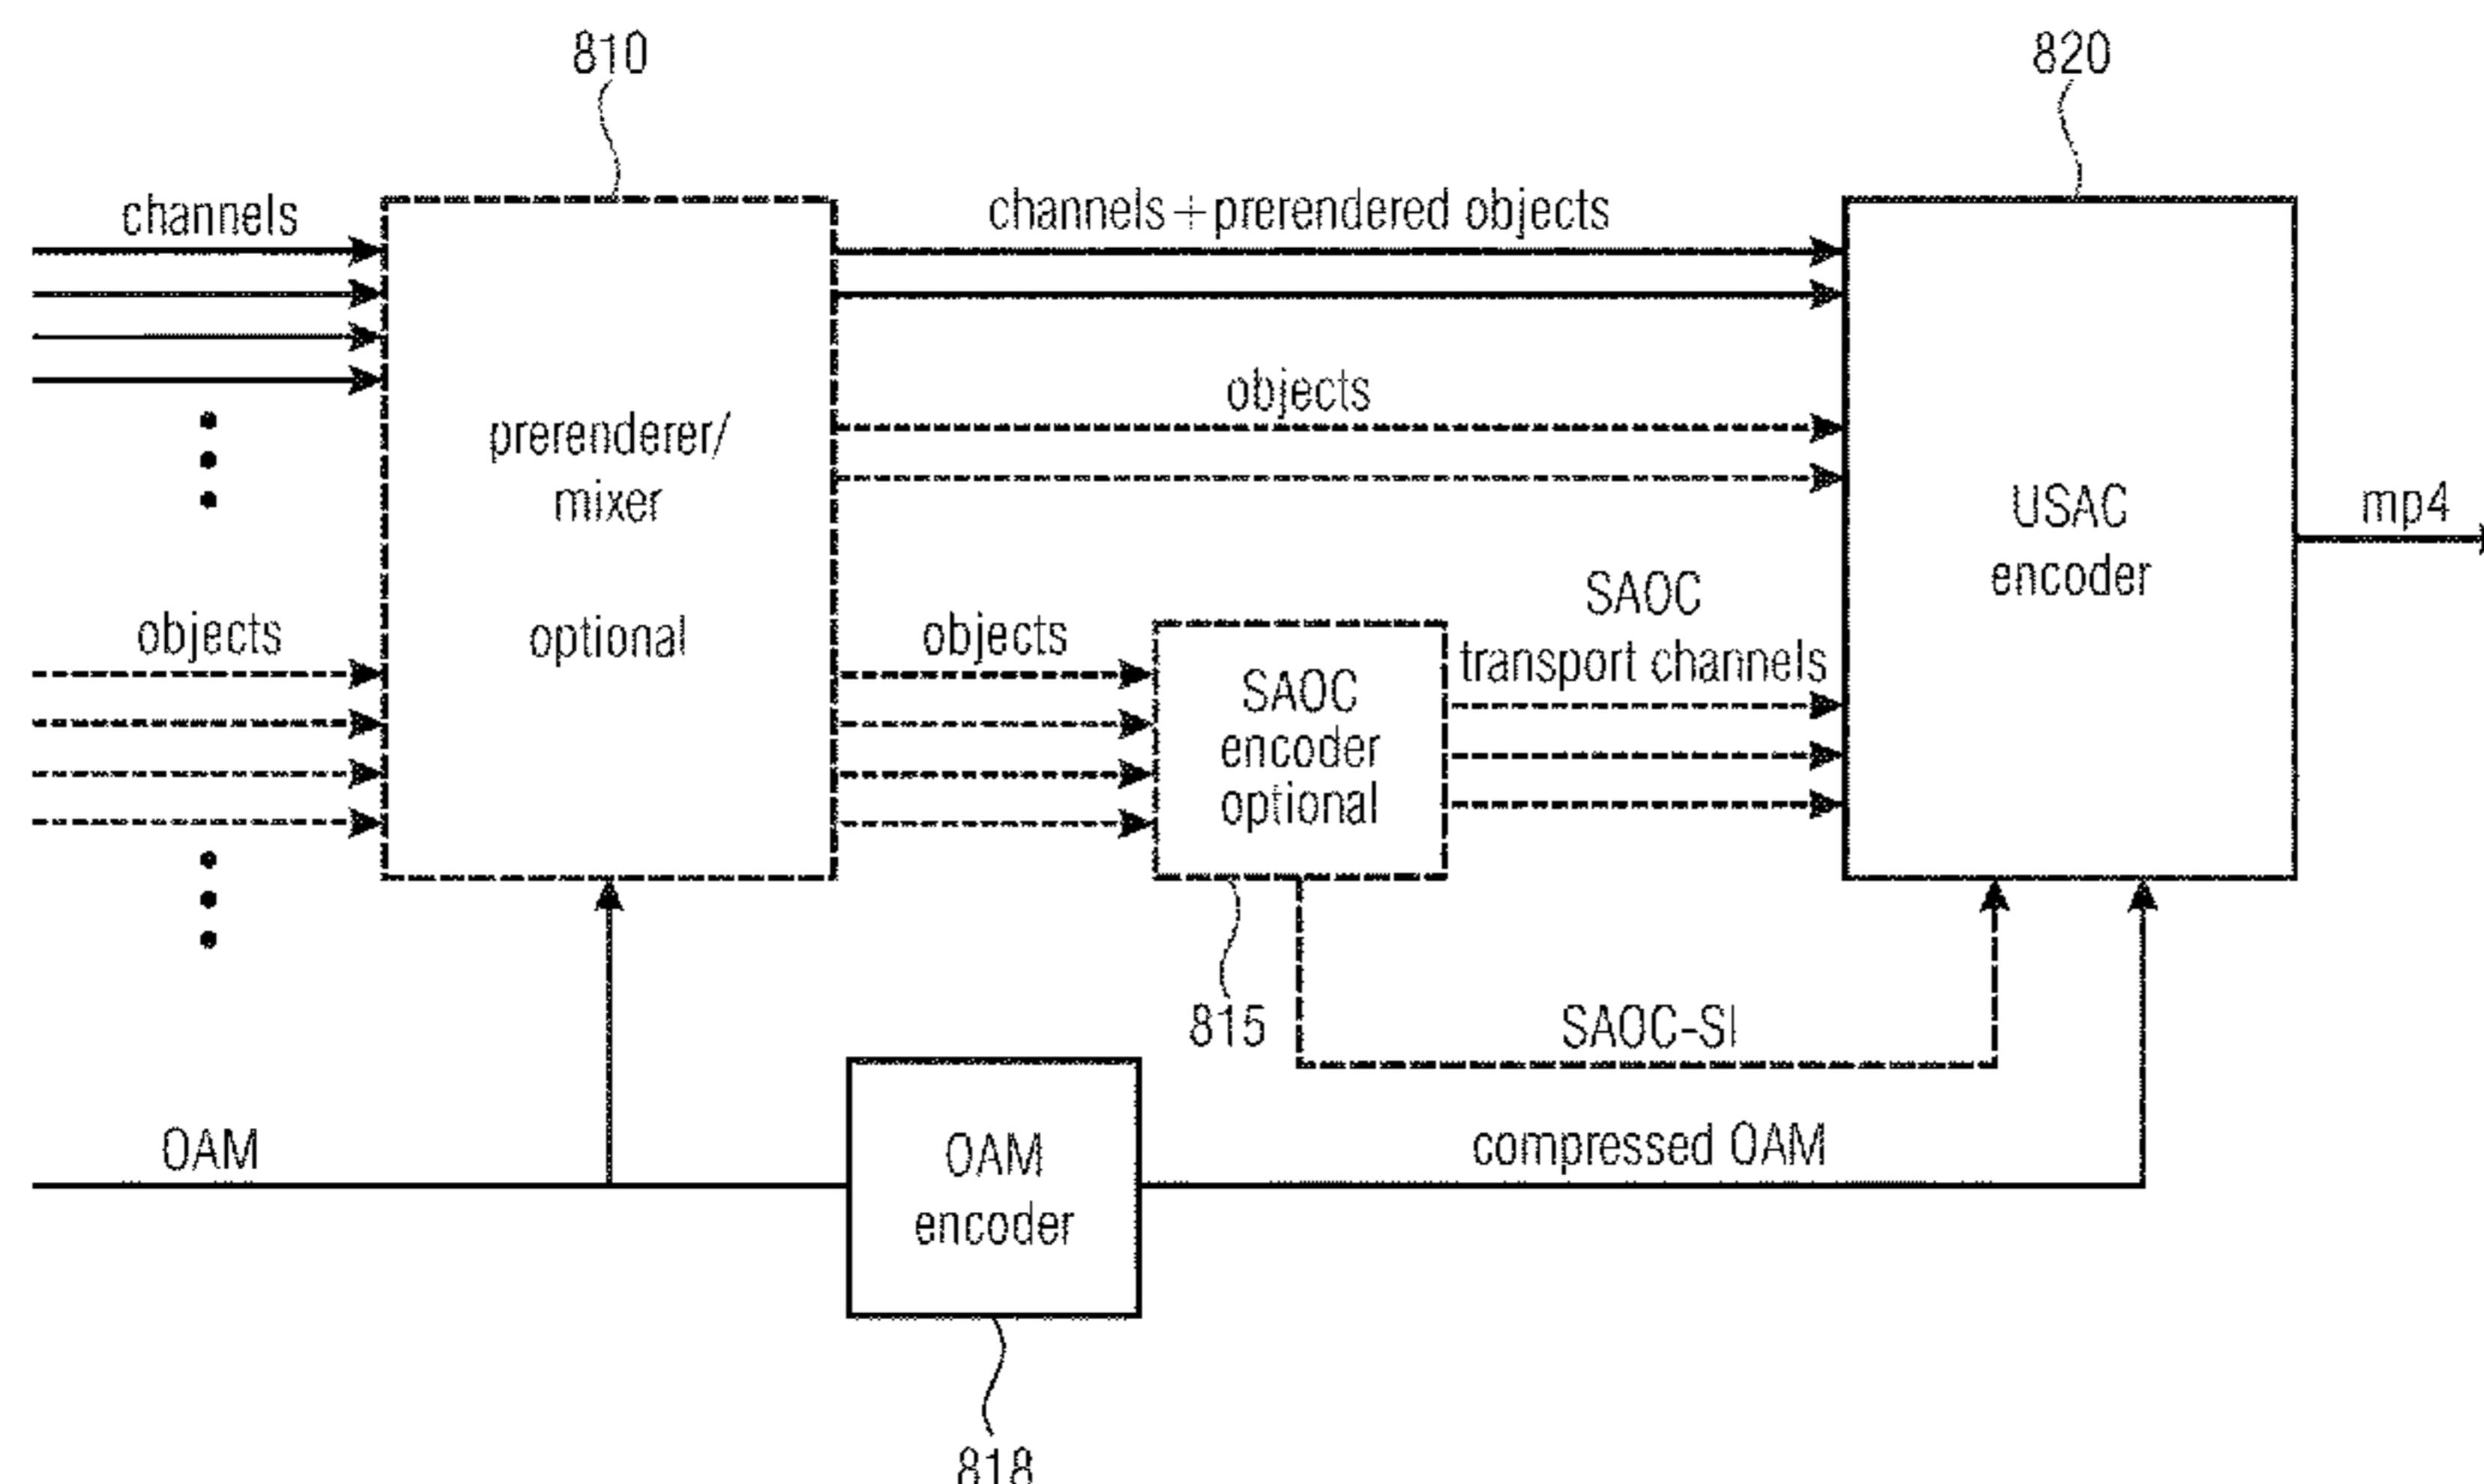 810
820
channels
channels+prerendered objects
prerenderer/
mixer
optional
objects
USAC
encoder
mp4
objects
objects
SAOC
transport channels
SAOC
encoder
optional
815
SAOC-SI
OAM
OAM
encoder
compressed OAM
818